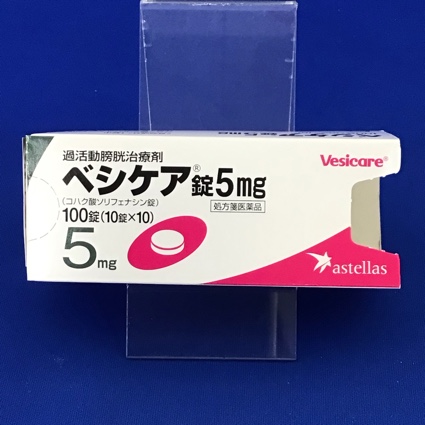 過活動膀胱治療剤
Vesicare®
ベシケア®錠5mg
(コハク酸ソリフェナシン錠)
処方箋医薬品
100錠(10錠×10)
5mg
astellas